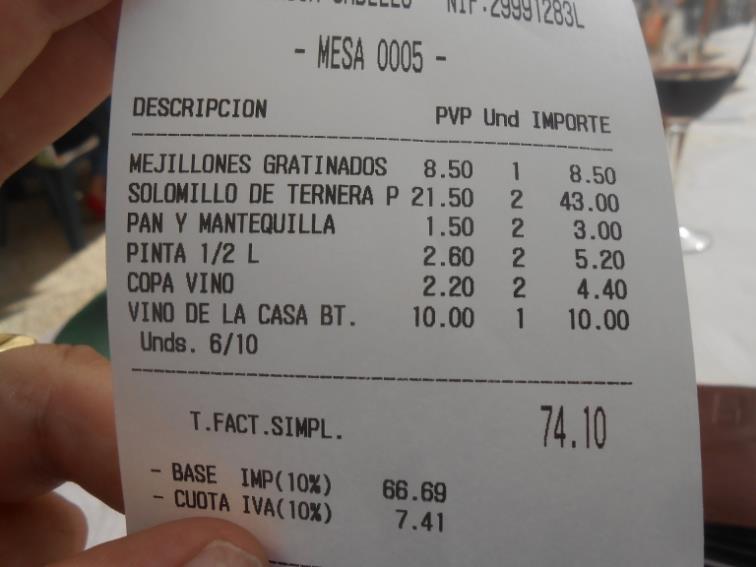 NIF:29991283L
- MESA 0005 -
DESCRIPCION PVP Und IMPORTE
MEJILLONES GRATINADOS 8.50 1 8.50
SOLOMILLO DE TERNERA P 21.50 2 43.00
PAN Y MANTEQUILLA 1.50 2 3.00
PINTA 1/2 L 2.60 2 5.20
COPA VINO 2.20 2 4.40
VINO DE LA CASA BT. 10.00 1 10.00
Unds. 6/10
T.FACT.SIMPL. 74.10
- BASE IMP(10%) 66.69
- CUOTA IVA(10%) 7.41